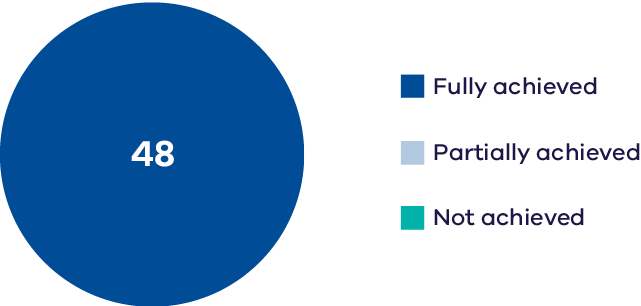 48
Fully achieved
Partially achieved
Not achieved